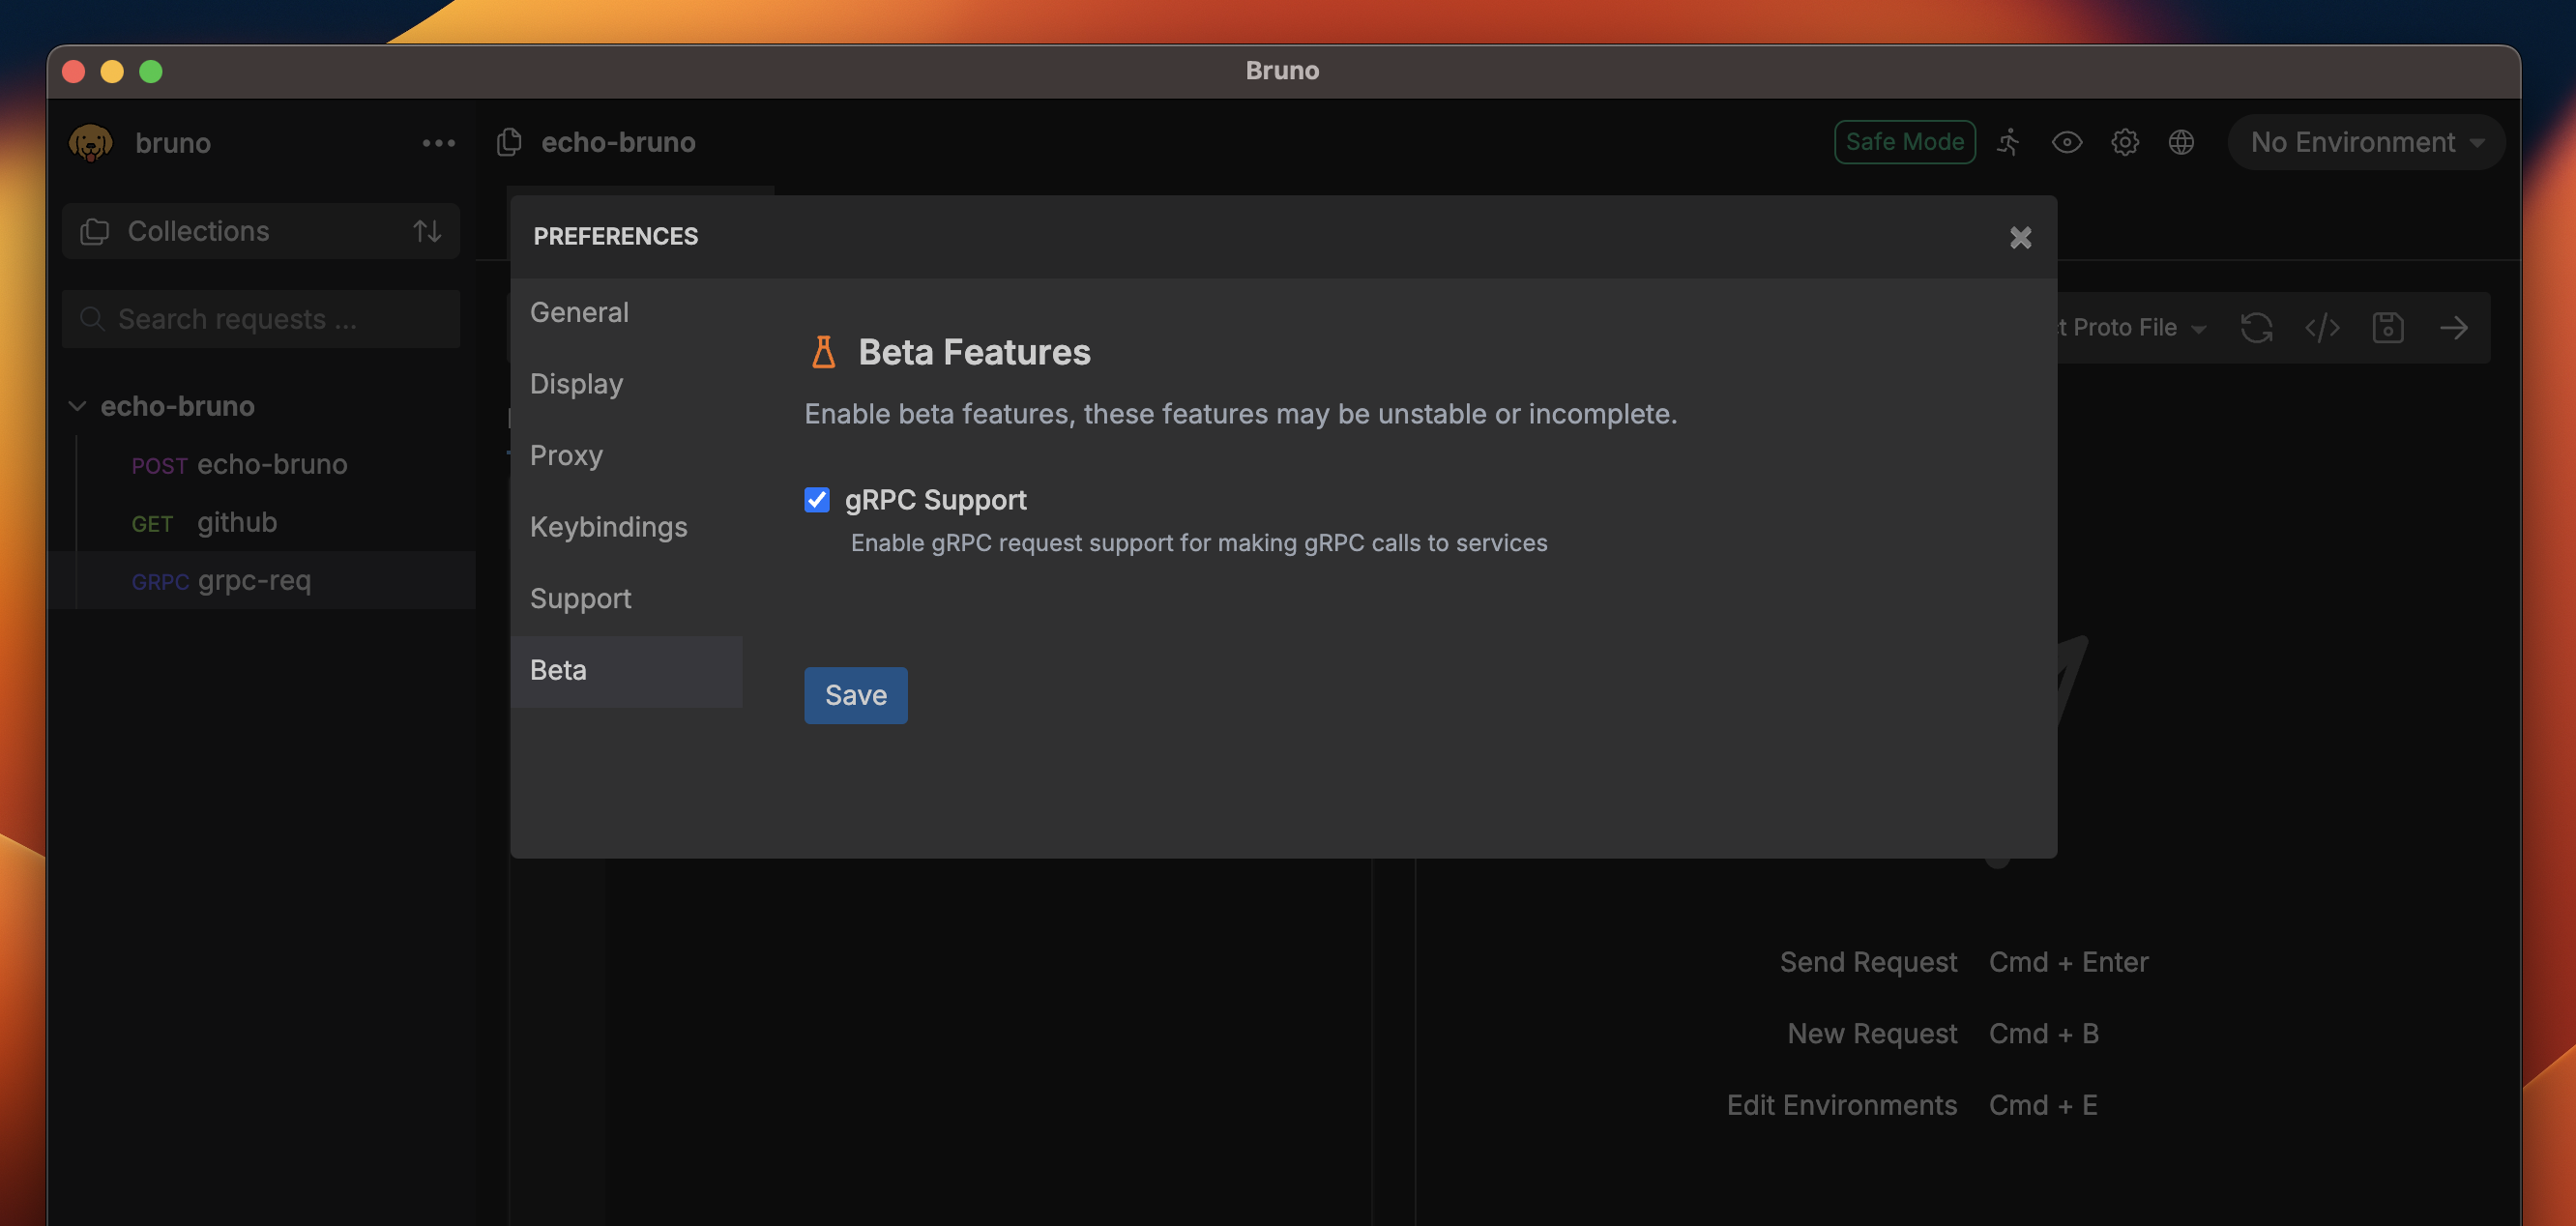 Bruno
bruno
echo-bruno
Safe Mode
No Environment
Collections
Search requests ...
echo-bruno
POST echo-bruno
GET github
GRPC grpc-req
PREFERENCES
General
Display
Proxy
Keybindings
Support
Beta
Beta Features
Enable beta features, these features may be unstable or incomplete.
gRPC Support
Enable gRPC request support for making gRPC calls to services
Save
Proto File
Send Request Cmd + Enter
New Request Cmd + B
Edit Environments Cmd + E